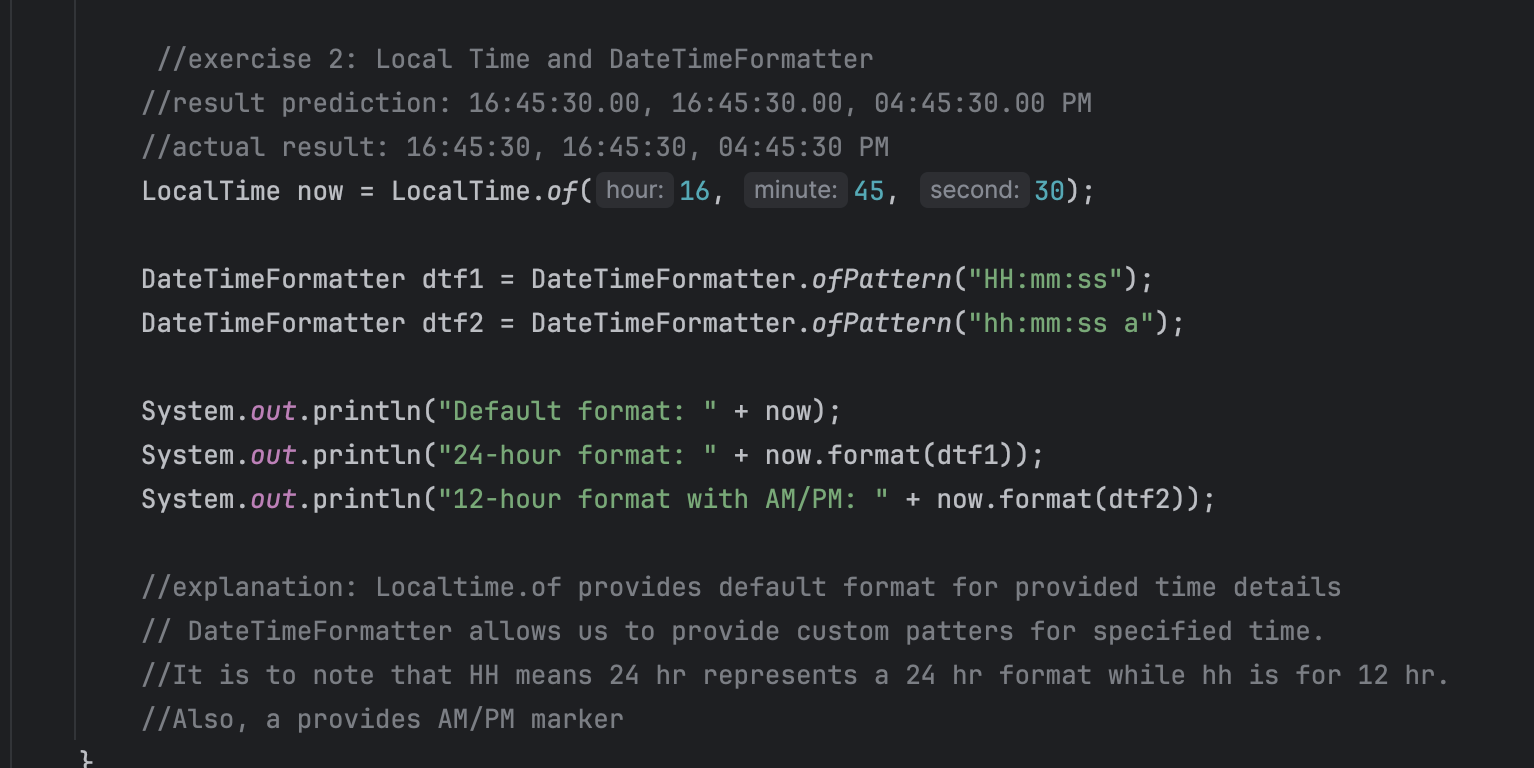 //exercise 2: Local Time and DateTimeFormatter
//result prediction: 16:45:30.00, 16:45:30.00, 04:45:30.00 PM
//actual result: 16:45:30, 16:45:30, 04:45:30 PM
LocalTime now = LocalTime.of( hour: 16, minute: 45, second: 30);
DateTimeFormatter dtf1 = DateTimeFormatter.ofPattern("HH:mm:ss");
DateTimeFormatter dtf2 = DateTimeFormatter.ofPattern("hh:mm:ss a");
System.out.println("Default format: " + now);
System.out.println("24-hour format: " + now.format(dtf1));
System.out.println("12-hour format with AM/PM: " + now.format(dtf2));
//explanation: Localtime.of provides default format for provided time details
// DateTimeFormatter allows us to provide custom patters for specified time.
//It is to note that HH means 24 hr represents a 24 hr format while hh is for 12 hr.
//Also, a provides AM/PM marker
}